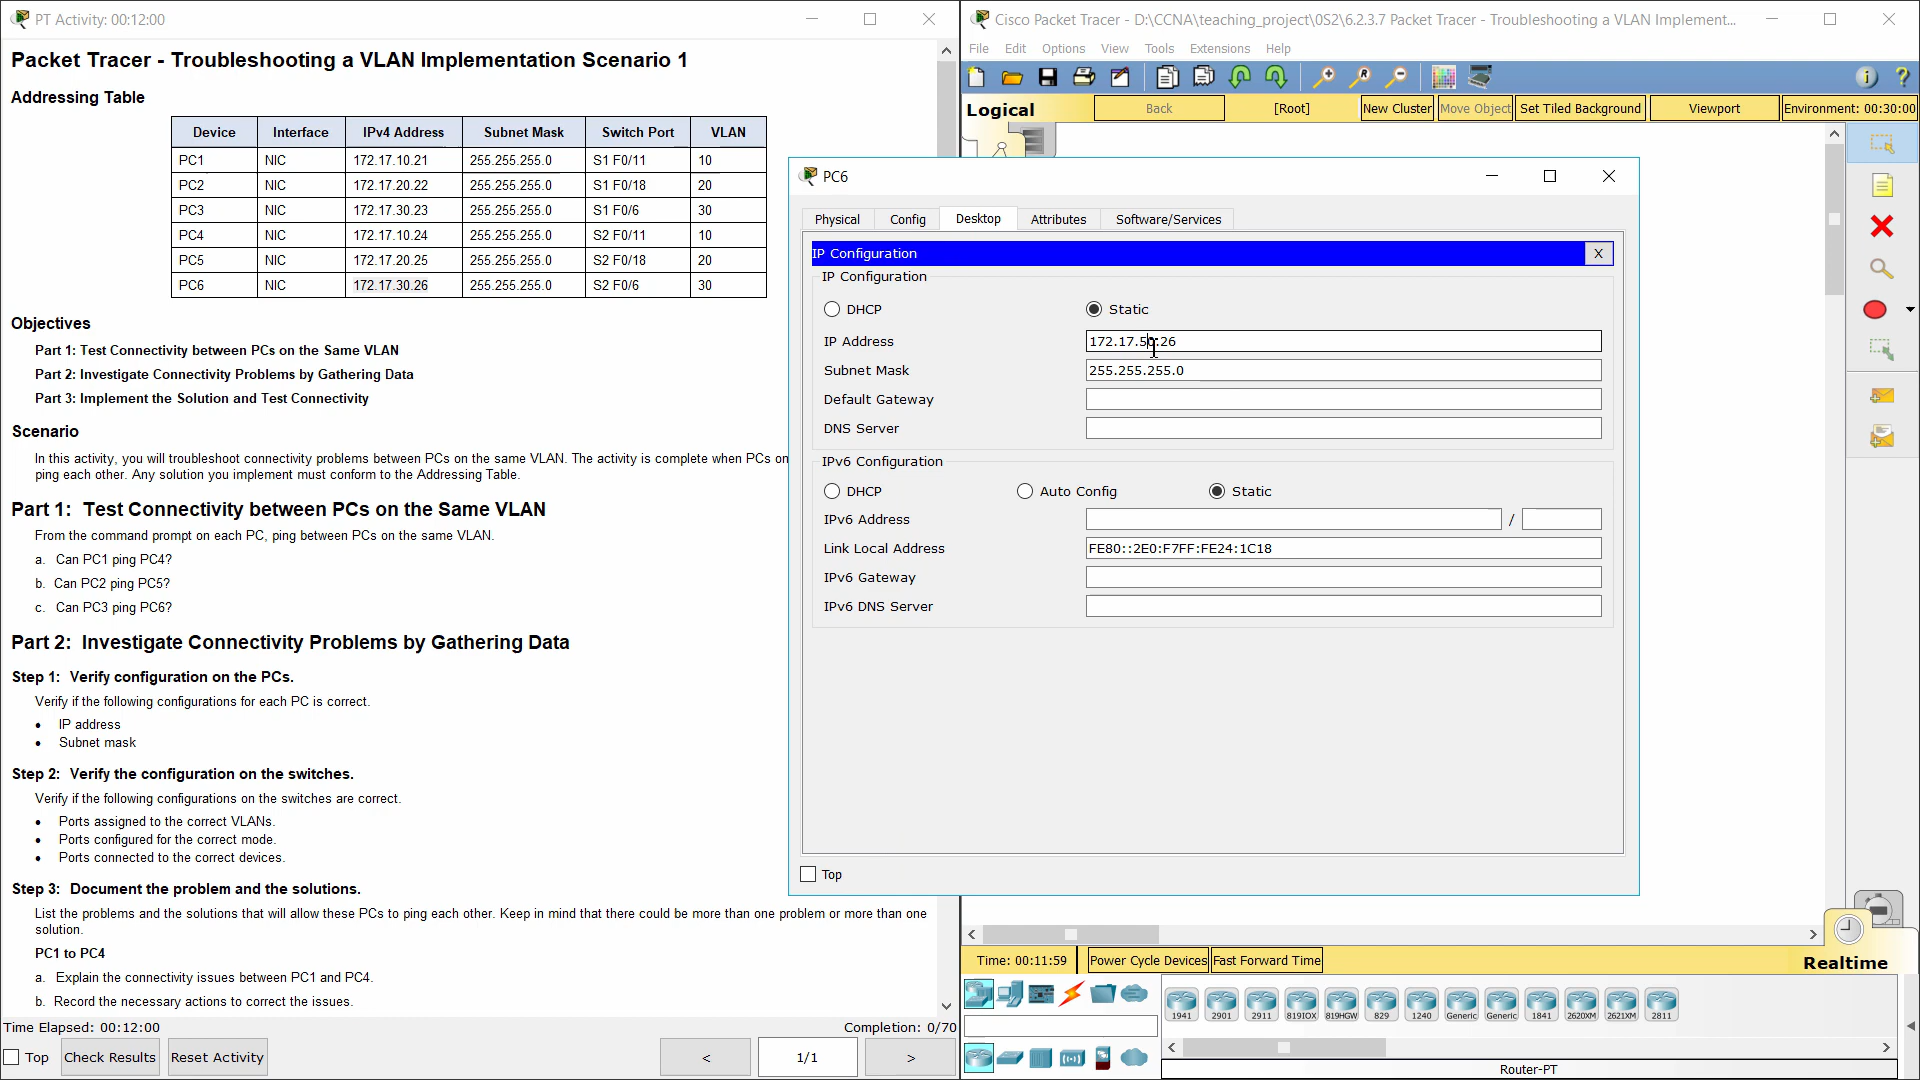 PT Activity: 00:12:00
Packet Tracer - Troubleshooting a VLAN Implementation Scenario 1
Addressing Table
Device Interface IPv4 Address Subnet Mask Switch Port VLAN
PC1 NIC 172.17.10.21 255.255.255.0 S1 F0/11 10
PC2 NIC 172.17.20.22 255.255.255.0 S1 F0/18 20
PC3 NIC 172.17.30.23 255.255.255.0 S1 F0/6 30
PC4 NIC 172.17.10.24 255.255.255.0 S2 F0/11 10
PC5 NIC 172.17.20.25 255.255.255.0 S2 F0/18 20
PC6 NIC 172.17.30.26 255.255.255.0 S2 F0/6 30
Objectives
Part 1: Test Connectivity between PCs on the Same VLAN
Part 2: Investigate Connectivity Problems by Gathering Data
Part 3: Implement the Solution and Test Connectivity
Scenario
In this activity, you will troubleshoot connectivity problems between PCs on the same VLAN. The activity is complete when PCs on
ping each other. Any solution you implement must conform to the Addressing Table.
Part 1: Test Connectivity between PCs on the Same VLAN
From the command prompt on each PC, ping between PCs on the same VLAN.
a. Can PC1 ping PC4?
b. Can PC2 ping PC5?
c. Can PC3 ping PC6?
Part 2: Investigate Connectivity Problems by Gathering Data
Step 1: Verify configuration on the PCs.
Verify if the following configurations for each PC is correct.
• IP address
• Subnet mask
Step 2: Verify the configuration on the switches.
Verify if the following configurations on the switches are correct.
• Ports assigned to the correct VLANs.
• Ports configured for the correct mode.
• Ports connected to the correct devices.
Step 3: Document the problem and the solutions.
List the problems and the solutions that will allow these PCs to ping each other. Keep in mind that there could be more than one problem or more than one
solution.
PC1 to PC4
a. Explain the connectivity issues between PC1 and PC4.
b. Record the necessary actions to correct the issues.
Time Elapsed: 00:12:00 Completion: 0/70
Top Check Results Reset Activity < 1/1 >
Cisco Packet Tracer - D:\CCNA\teaching_project\0S2\6.2.3.7 Packet Tracer - Troubleshooting a VLAN Implement...
File Edit Options View Tools Extensions Help
Logical Back [Root] New Cluster Move Object Set Tiled Background Viewport Environment: 00:30:00
PC6
Physical Config Desktop Attributes Software/Services
IP Configuration X
IP Configuration
DHCP Static
IP Address 172.17.50.26
Subnet Mask 255.255.255.0
Default Gateway
DNS Server
IPv6 Configuration
DHCP Auto Config Static
IPv6 Address /
Link Local Address FE80::2E0:F7FF:FE24:1C18
IPv6 Gateway
IPv6 DNS Server
Top
Time: 00:11:59 Power Cycle Devices Fast Forward Time Realtime
1941 2901 2911 819IOX 819HGW 829 1240 Generic Generic 1841 2620XM 2621XM 2811
Router-PT